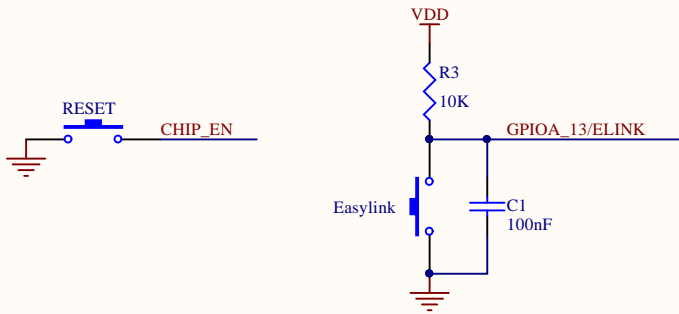 VDD
R3
10K
RESET
CHIP_EN
GPIOA_13/ELINK
Easylink
C1
100nF